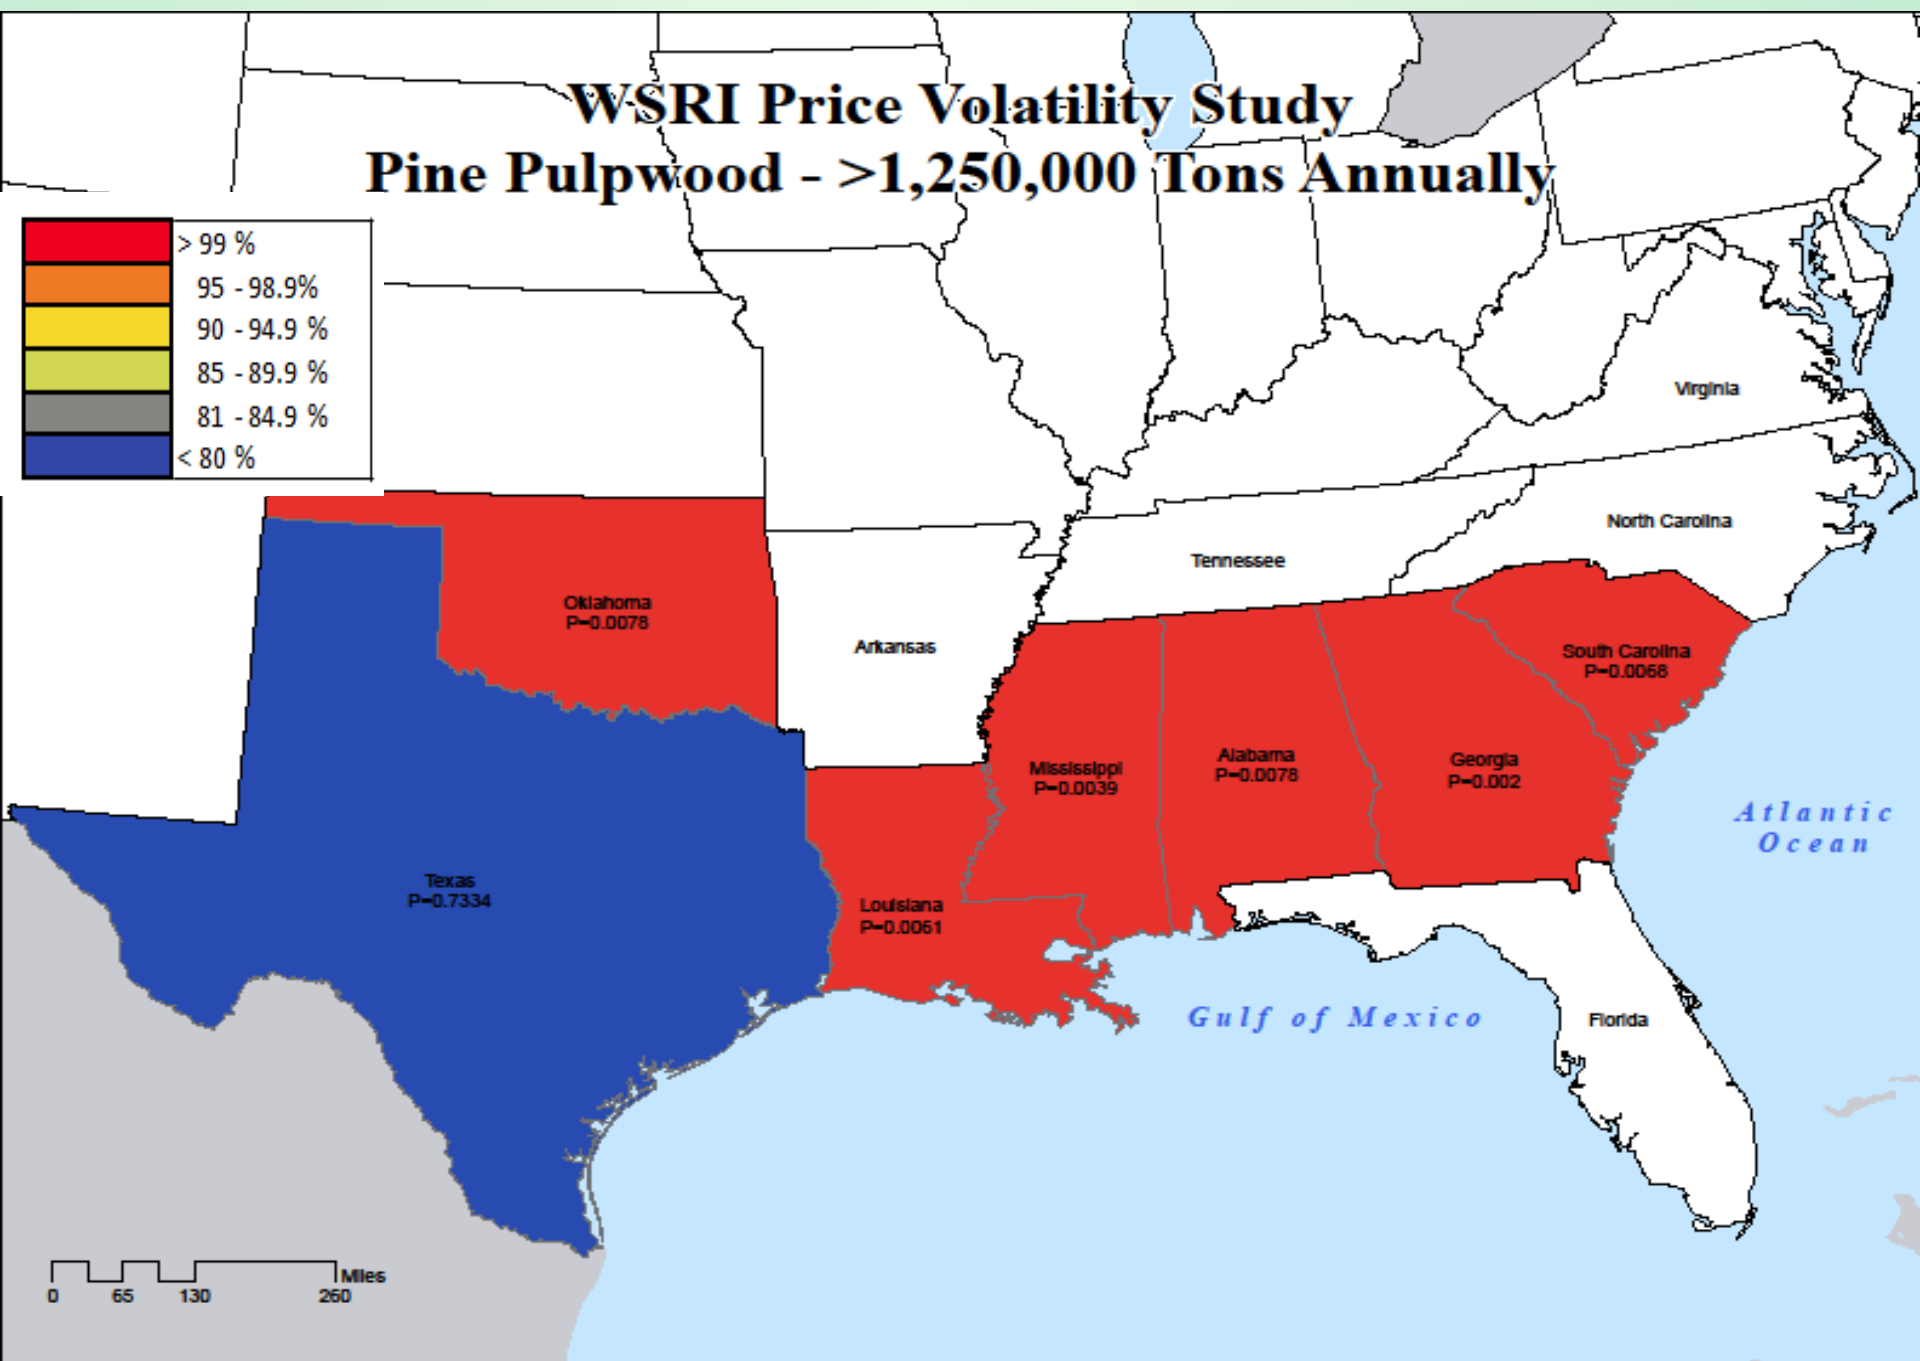 WSRI Price Volatility Study
Pine Pulpwood - >1,250,000 Tons Annually
> 99 %
95 - 98.9%
90 - 94.9 %
85 - 89.9 %
81 - 84.9 %
< 80 %
Virginia
North Carolina
Tennessee
Oklahoma
P=0.0078
Arkansas
South Carolina
P=0.0068
Mississippi
P=0.0039
Alabama
P=0.0078
Georgia
P=0.002
Atlantic
Ocean
Texas
P=0.7334
Louisiana
P=0.0061
Gulf of Mexico
Florida
Miles
0 65 130 260